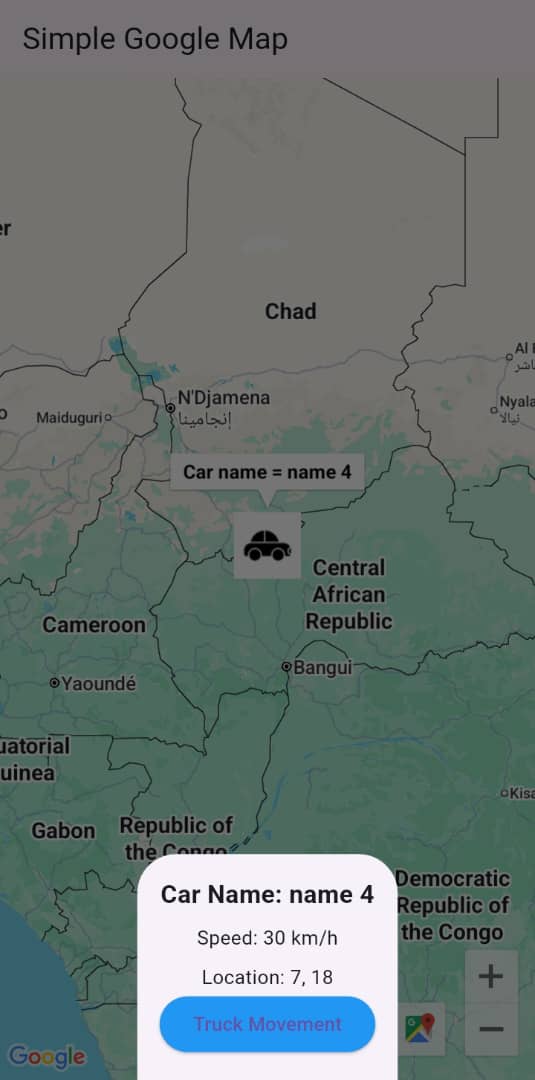 Simple Google Map
er
Chad
Al
N'Djamena
إنجامينا
Maiduguri
Nyala
نيالا
Car name = name 4
Central
African
Republic
Cameroon
Bangui
Yaoundé
uatorial
uinea
Kisa
Gabon
Republic of
the Congo
Democratic
Republic of
the Congo
Car Name: name 4
Speed: 30 km/h
Location: 7, 18
Truck Movement
+
−
G
Google